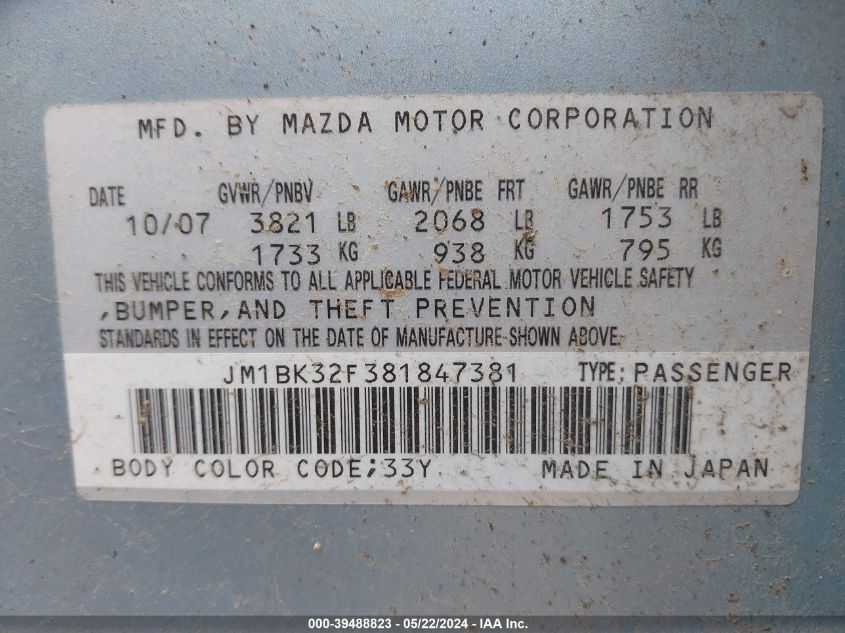 MFD. BY MAZDA MOTOR CORPORATION
DATE GVWR/PNBV GAWR/PNBE FRT GAWR/PNBE RR
10/07 3821 LB 2068 LB 1753 LB
1733 KG 938 KG 795 KG
THIS VEHICLE CONFORMS TO ALL APPLICABLE FEDERAL MOTOR VEHICLE SAFETY
,BUMPER,AND THEFT PREVENTION
STANDARDS IN EFFECT ON THE DATE OF MANUFACTURE SHOWN ABOVE.
JM1BK32F381847381 TYPE: PASSENGER
BODY COLOR CODE;33Y MADE IN JAPAN
000-39488823 - 05/22/2024 - IAA Inc.